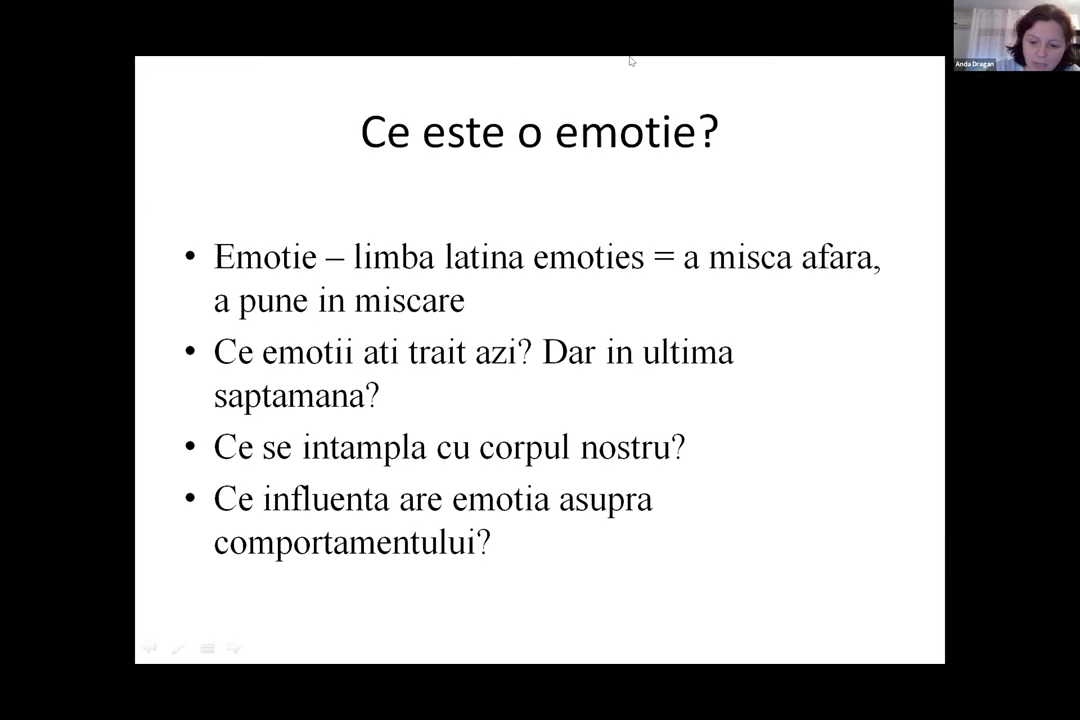 Anda Dragan
Ce este o emotie?
• Emotie – limba latina emoties = a misca afara,
a pune in miscare
• Ce emotii ati trait azi? Dar in ultima
saptamana?
• Ce se intampla cu corpul nostru?
• Ce influenta are emotia asupra
comportamentului?